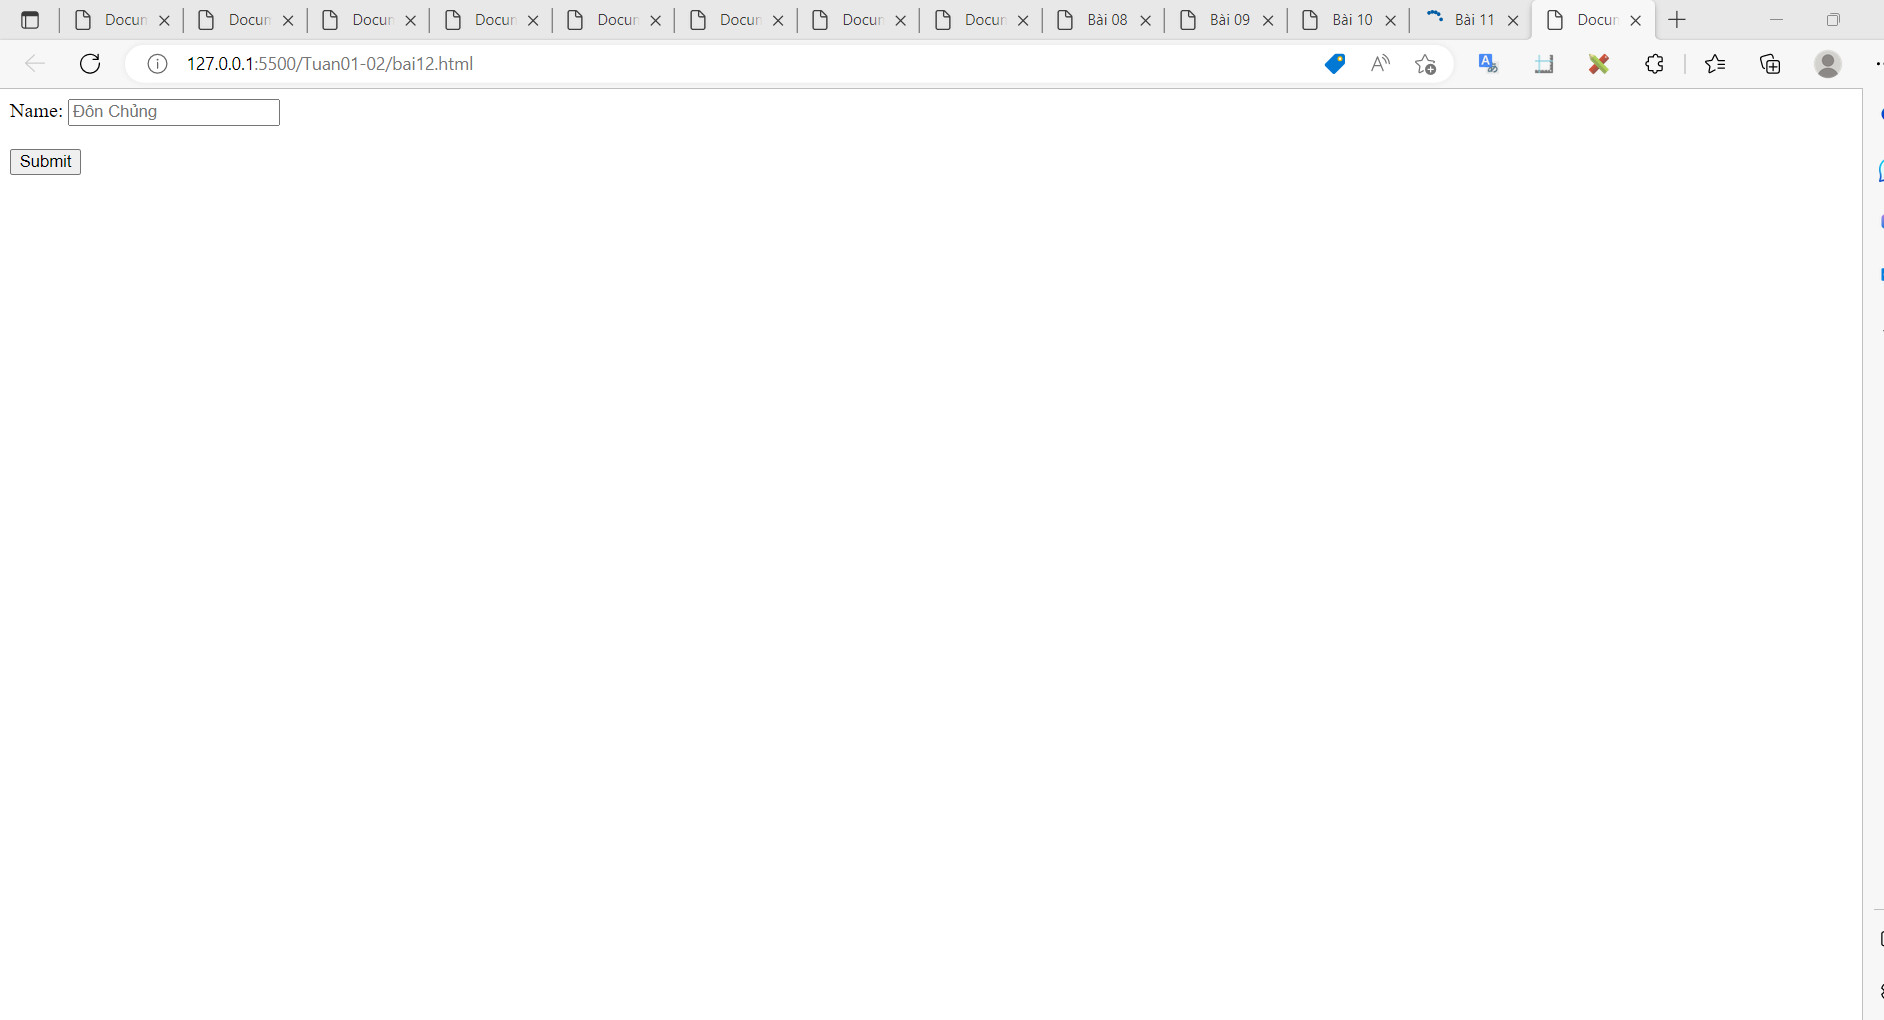 Docun Docun Docun Docun Docun Docun Docun Docun Bài 08 Bài 09 Bài 10 Bài 11 Docun
127.0.0.1:5500/Tuan01-02/bai12.html
Name: Đôn Chủng
Submit